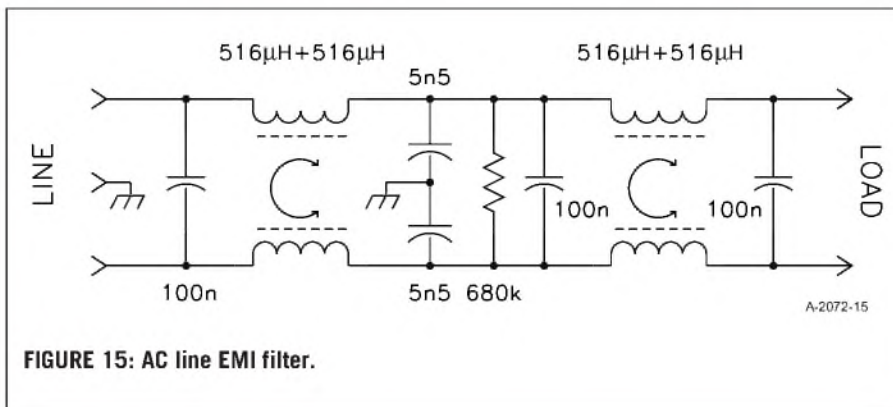 516µH+516µH
516µH+516µH
5n5
LINE
LOAD
100n
100n
100n
5n5
680k
A-2072-15
FIGURE 15: AC line EMI filter.